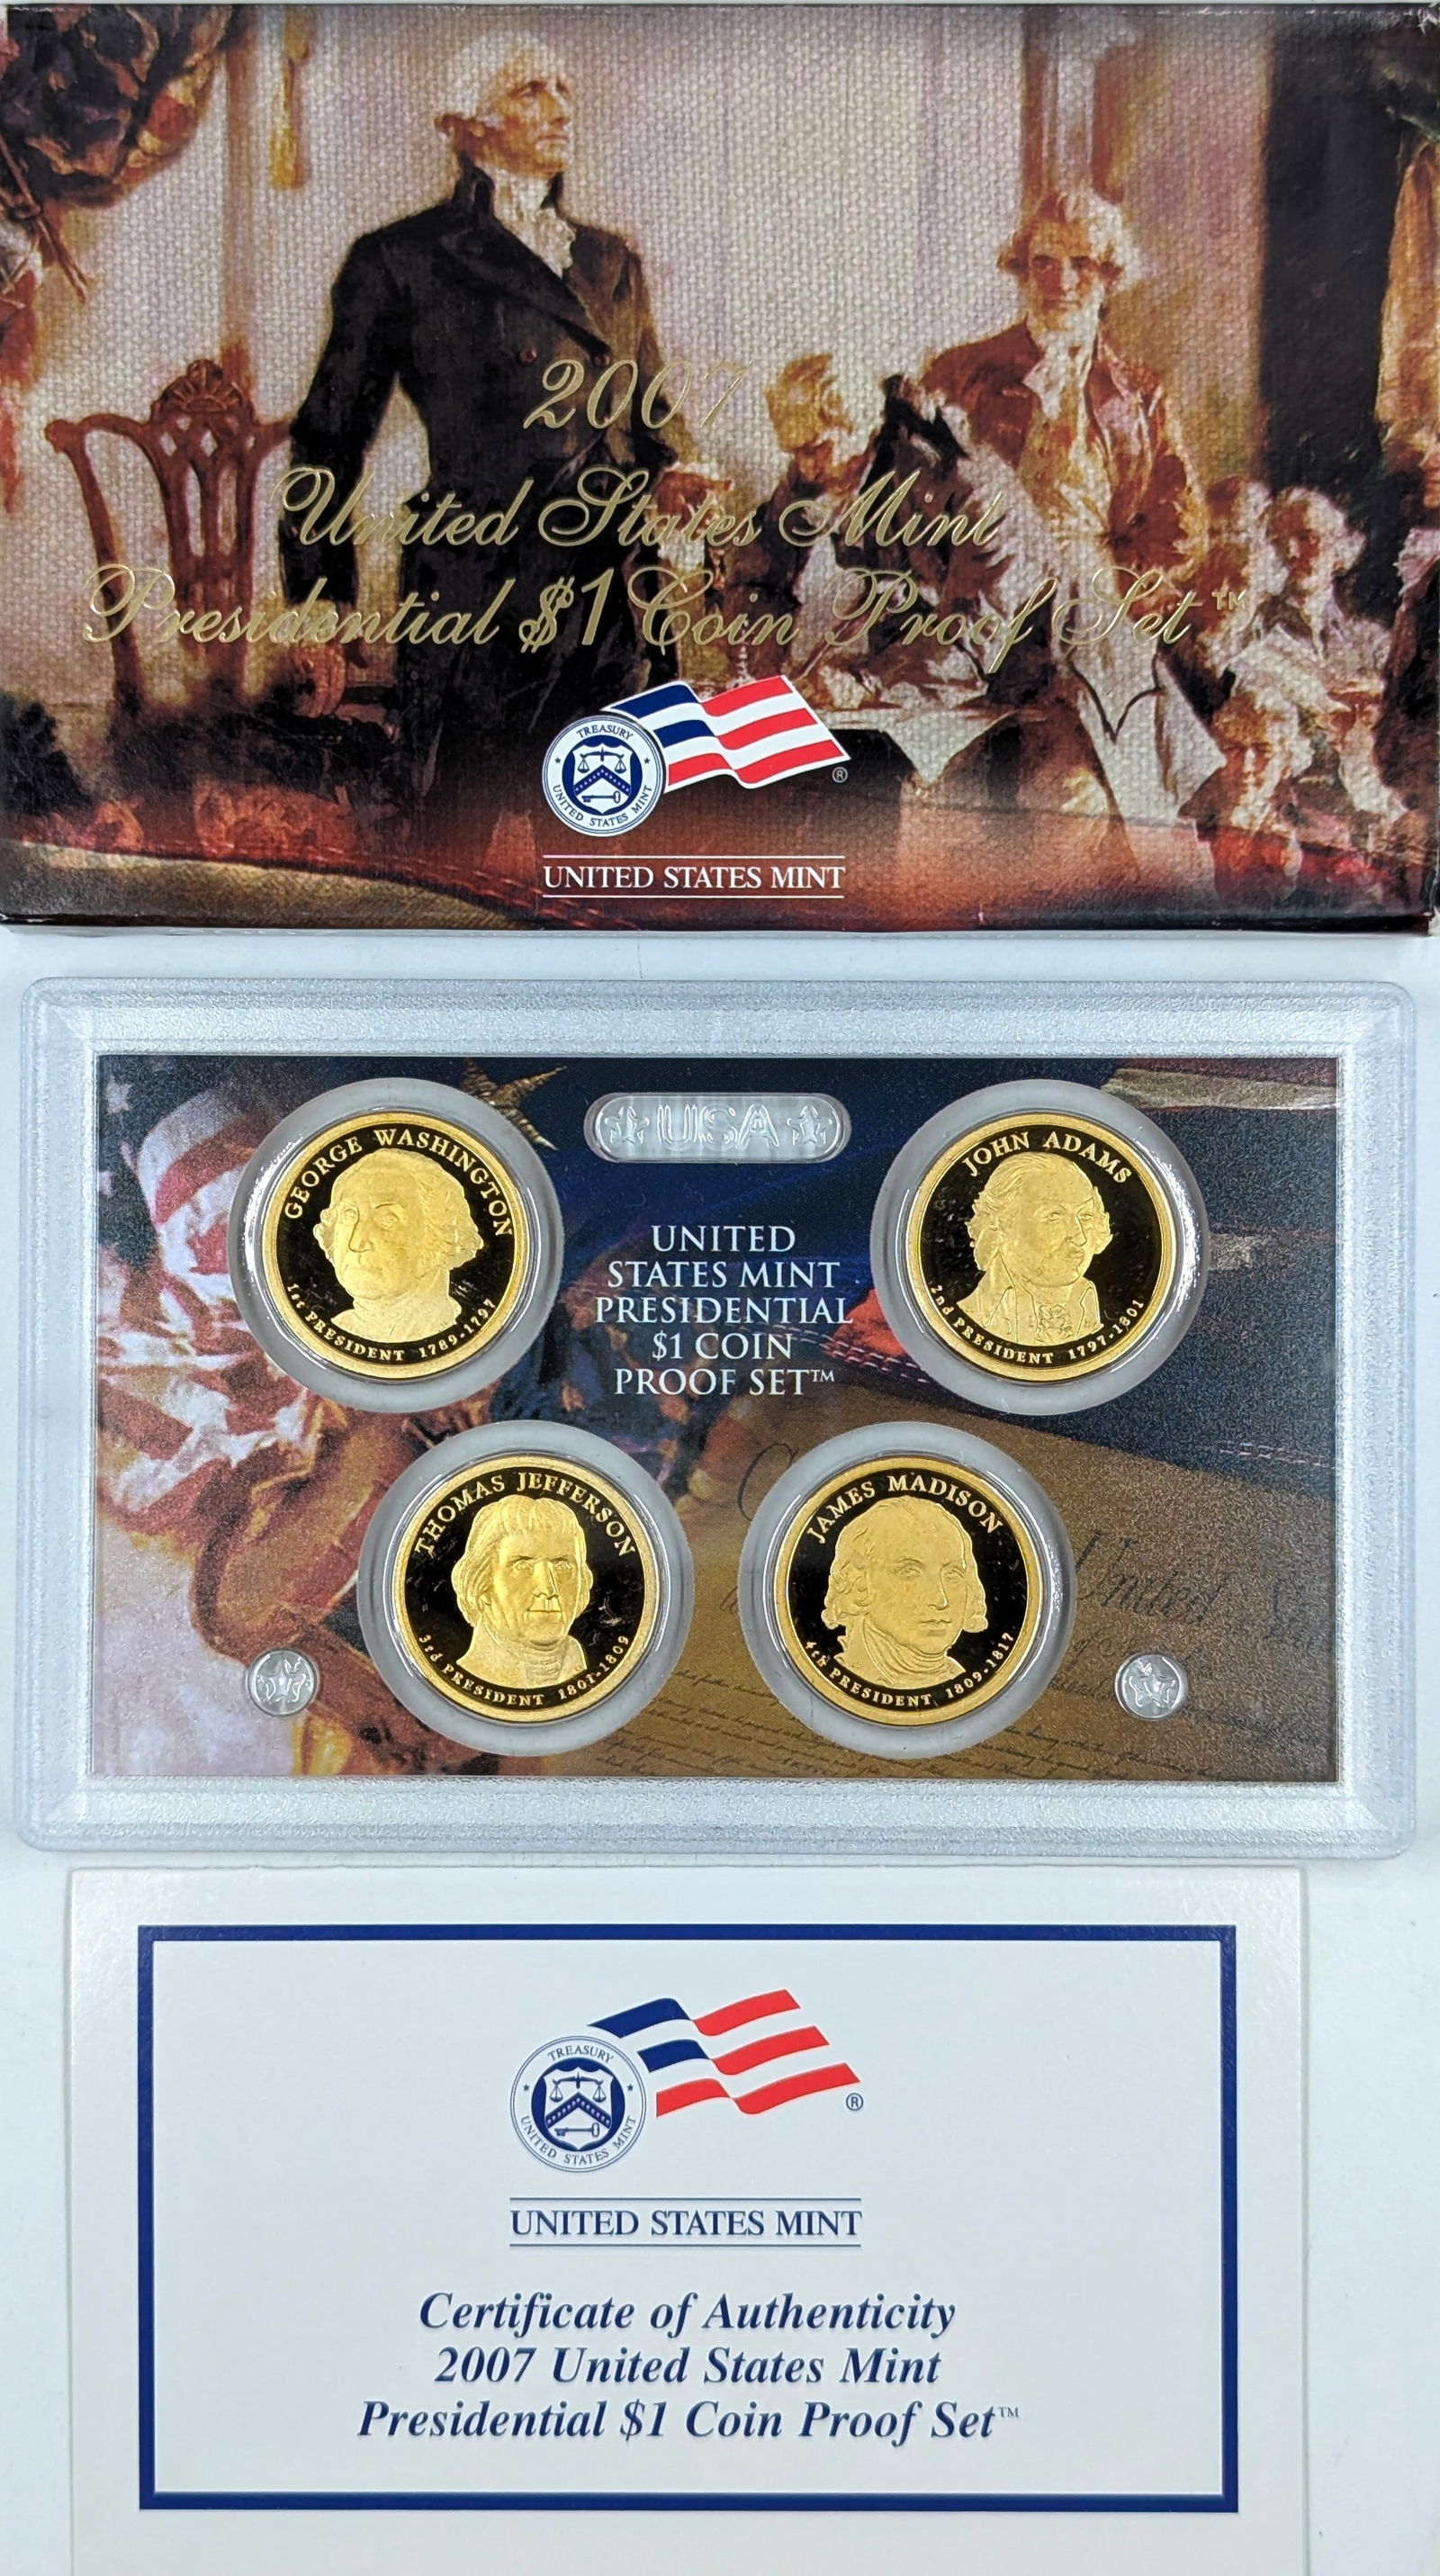 2007
United States Mint
Presidential $1 Coin Proof Set™
TREASURY
UNITED STATES MINT
®
UNITED STATES MINT
USA
GEORGE WASHINGTON
1st PRESIDENT 1789-1797
JOHN ADAMS
2nd PRESIDENT 1797-1801
UNITED
STATES MINT
PRESIDENTIAL
$1 COIN
PROOF SET™
THOMAS JEFFERSON
3rd PRESIDENT 1801-1809
JAMES MADISON
4th PRESIDENT 1809-1817
United
TREASURY
UNITED STATES MINT
®
UNITED STATES MINT
Certificate of Authenticity
2007 United States Mint
Presidential $1 Coin Proof Set™